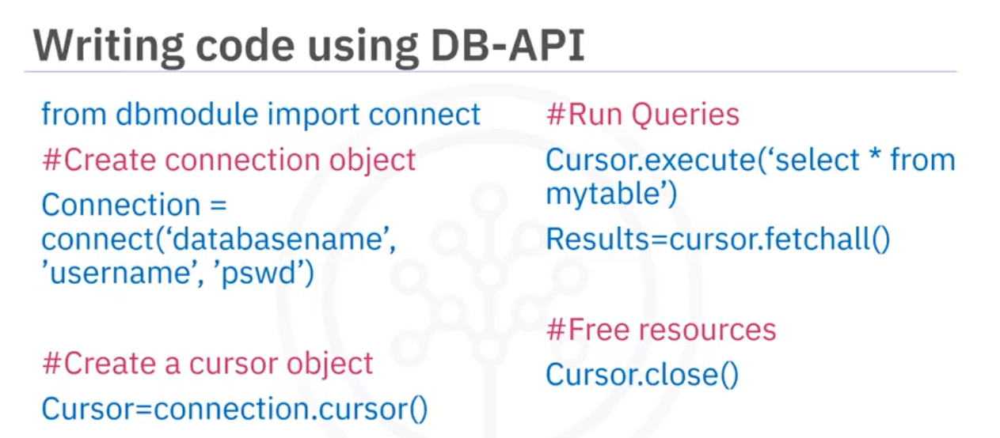 Writing code using DB-API
from dbmodule import connect
#Create connection object
Connection =
connect(‘databasename’,
’username’, ’pswd’)
#Create a cursor object
Cursor=connection.cursor()
#Run Queries
Cursor.execute(‘select * from
mytable’)
Results=cursor.fetchall()
#Free resources
Cursor.close()